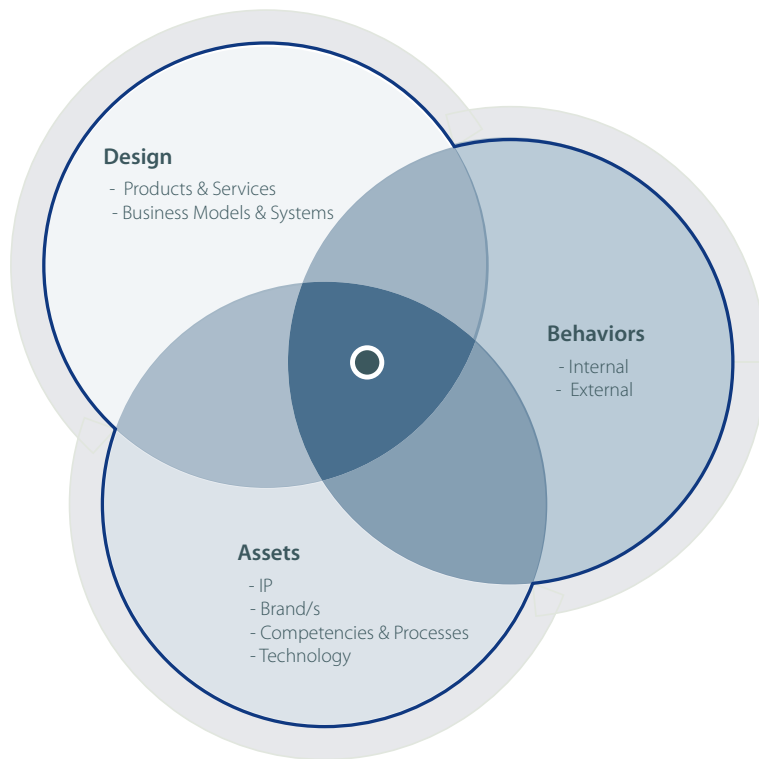 Design
- Products & Services
- Business Models & Systems
Behaviors
- Internal
- External
Assets
- IP
- Brand/s
- Competencies & Processes
- Technology